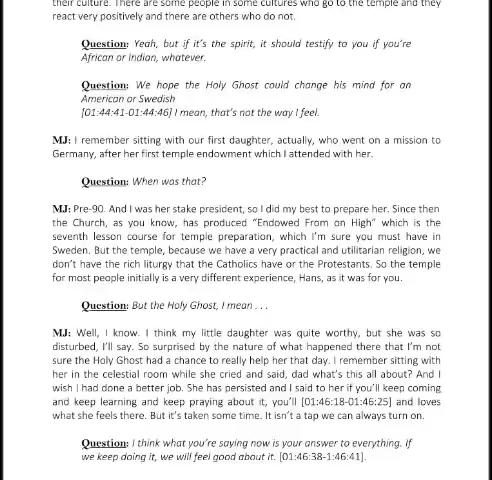 their culture. There are some people in some cultures who go to the temple and they
react very positively and there are others who do not.
Question: Yeah, but if it's the spirit, it should testify to you if you're
African or Indian, whatever.
Question: We hope the Holy Ghost could change his mind for an
American or Swedish
[01:44:41-01:44:46] I mean, that's not the way I feel.
MJ: I remember sitting with our first daughter, actually, who went on a mission to
Germany, after her first temple endowment which I attended with her.
Question: When was that?
MJ: Pre-90. And I was her stake president, so I did my best to prepare her. Since then
the Church, as you know, has produced "Endowed From on High" which is the
seventh lesson course for temple preparation, which I'm sure you must have in
Sweden. But the temple, because we have a very practical and utilitarian religion, we
don't have the rich liturgy that the Catholics have or the Protestants. So the temple
for most people initially is a very different experience, Hans, as it was for you.
Question: But the Holy Ghost, I mean . . .
MJ: Well, I know. I think my little daughter was quite worthy, but she was so
disturbed, I'll say. So surprised by the nature of what happened there that I'm not
sure the Holy Ghost had a chance to really help her that day. I remember sitting with
her in the celestial room while she cried and said, dad what's this all about? And I
wish I had done a better job. She has persisted and I said to her if you'll keep coming
and keep learning and keep praying about it, you'll [01:46:18-01:46:25] and loves
what she feels there. But it's taken some time. It isn't a tap we can always turn on.
Question: I think what you're saying now is your answer to everything. If
we keep doing it, we will feel good about it. [01:46:38-1:46:41].